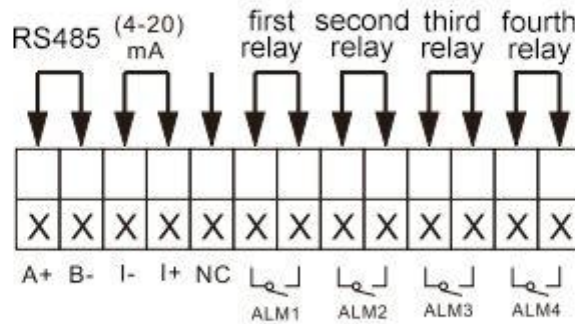 RS485 (4-20) mA first relay second relay third relay fourth relay
X X X X X X X X X X X X X
A+ B- I- I+ NC
ALM1 ALM2 ALM3 ALM4